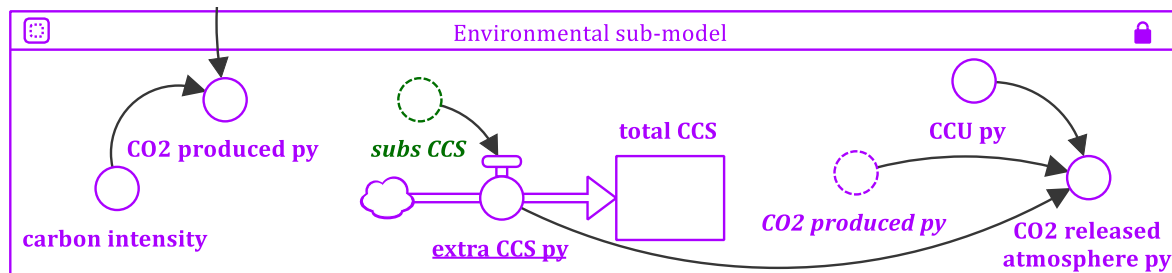 Environmental sub-model
CO2 produced py
carbon intensity
subs CCS
extra CCS py
total CCS
CCU py
CO2 produced py
CO2 released
atmosphere py